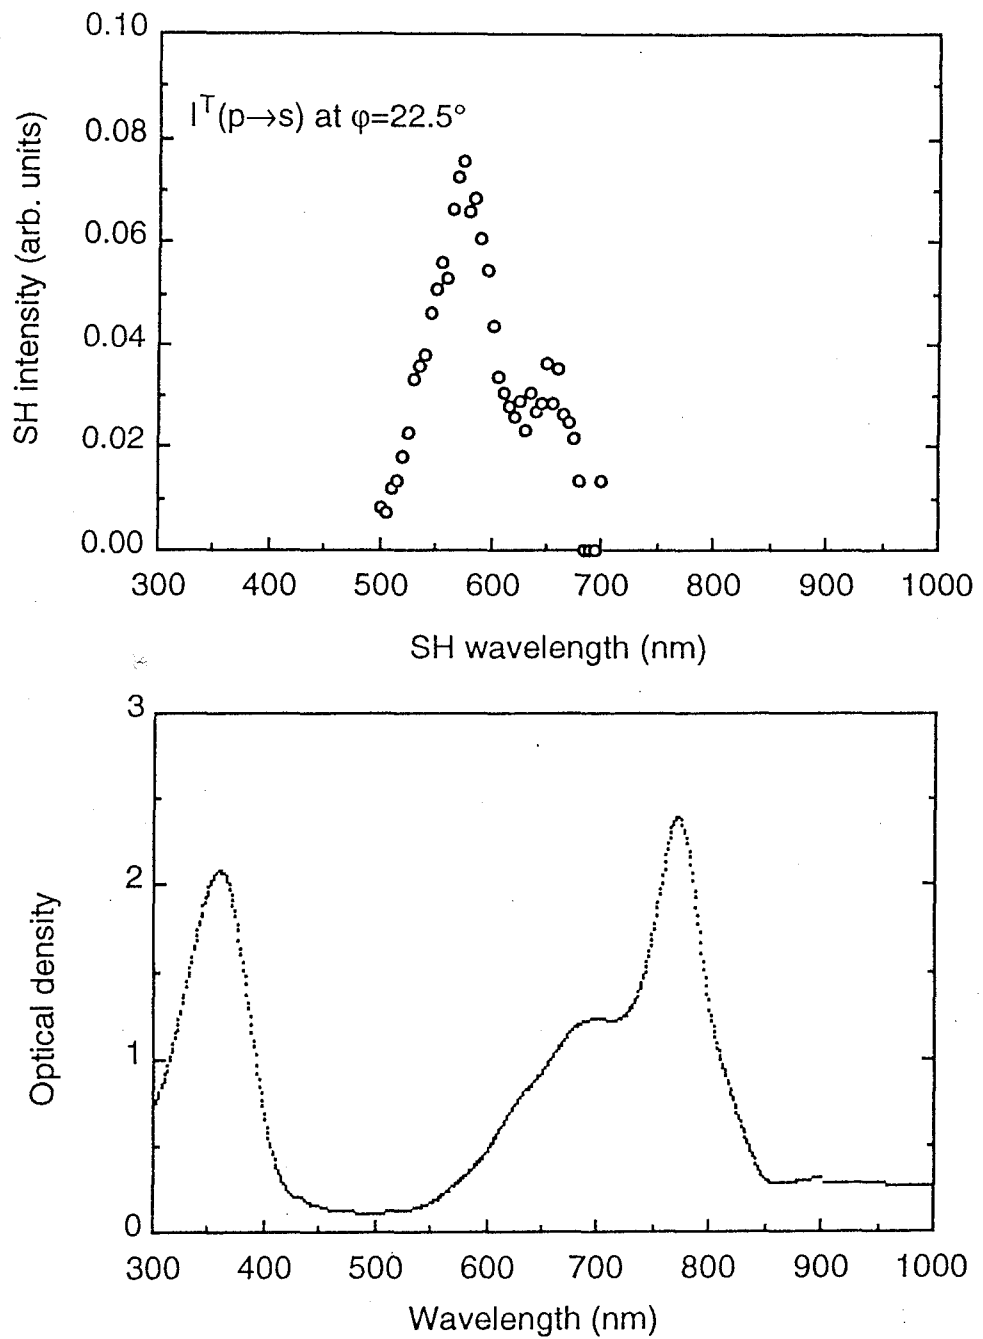 0.10
I^T(p→s) at φ=22.5°
0.08
0.06
0.04
0.02
0.00
SH intensity (arb. units)
300 400 500 600 700 800 900 1000
SH wavelength (nm)
3
2
1
0
Optical density
300 400 500 600 700 800 900 1000
Wavelength (nm)